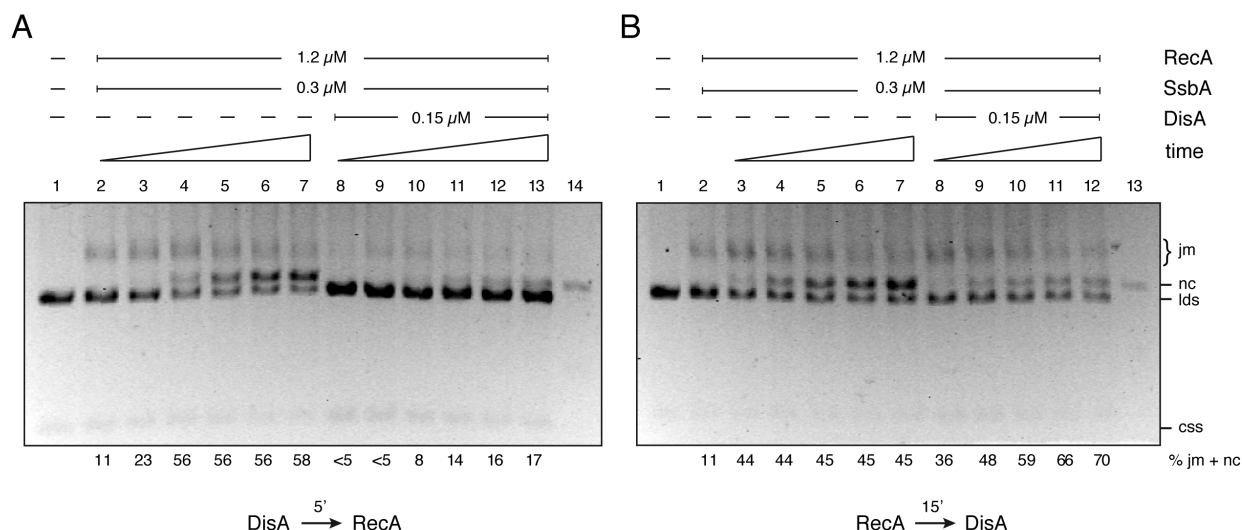 A B
1.2 µM 1.2 µM RecA
0.3 µM 0.3 µM SsbA
0.15 µM 0.15 µM DisA
time
1 2 3 4 5 6 7 8 9 10 11 12 13 14 1 2 3 4 5 6 7 8 9 10 11 12 13
jm
nc
lds
css
11 23 56 56 56 58 <5 <5 8 14 16 17 11 44 44 45 45 45 36 48 59 66 70 % jm + nc
5’ 15’
DisA → RecA RecA → DisA